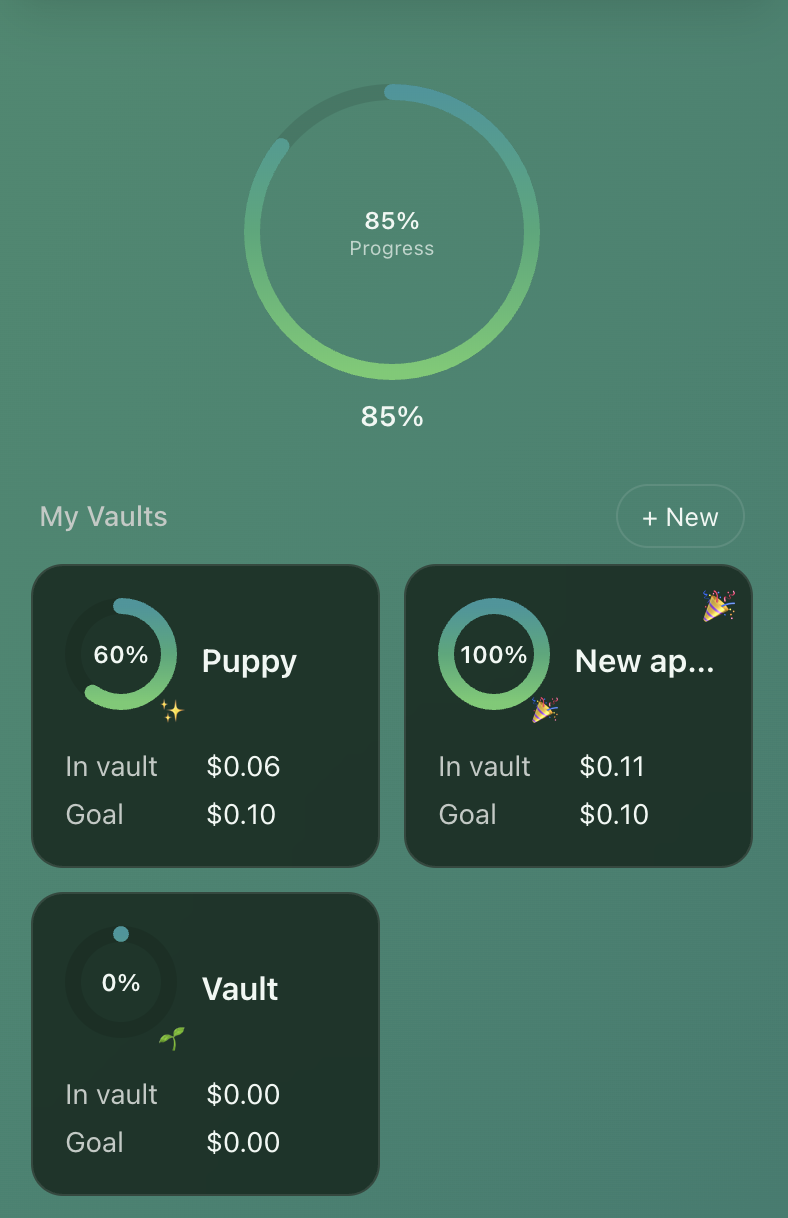 85%
Progress
85%
My Vaults
+ New
60%
Puppy
In vault $0.06
Goal $0.10
100%
New ap...
In vault $0.11
Goal $0.10
0%
Vault
In vault $0.00
Goal $0.00